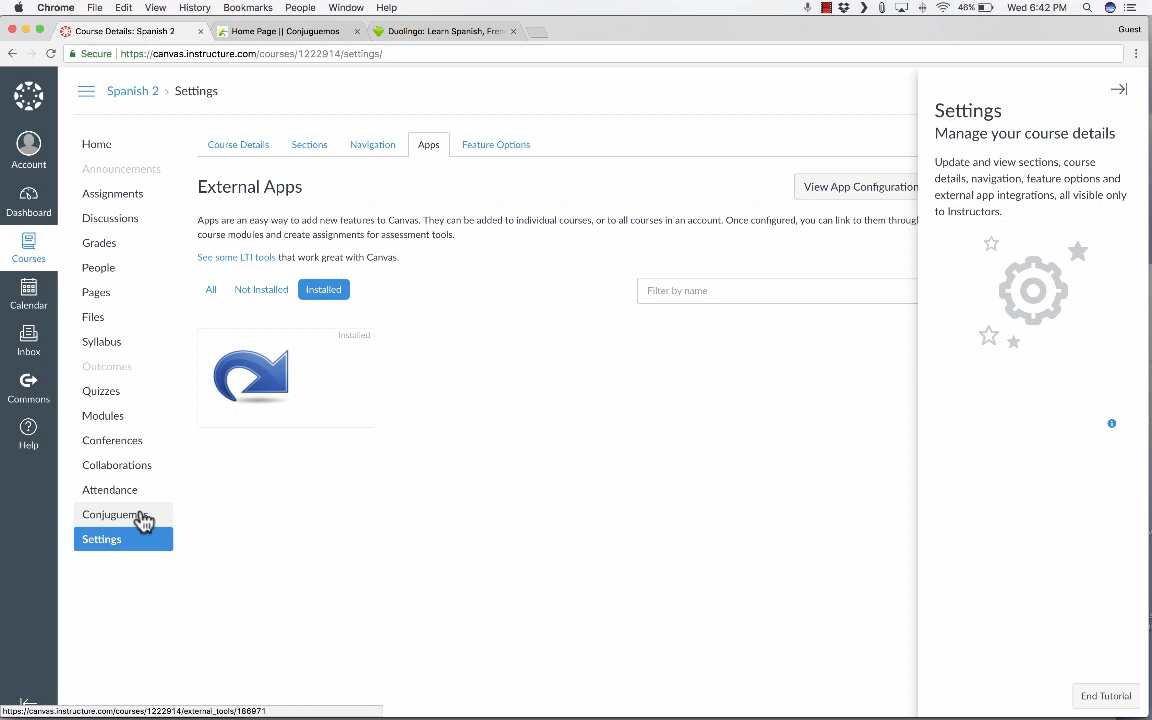 Chrome File Edit View History Bookmarks People Window Help 46% Wed 6:42 PM
Course Details: Spanish 2 Home Page || Conjuguemos Duolingo: Learn Spanish, Fren Guest
Secure https://canvas.instructure.com/courses/1222914/settings/
Spanish 2 > Settings
Account
Dashboard
Courses
Calendar
Inbox
Commons
Help
Home
Announcements
Assignments
Discussions
Grades
People
Pages
Files
Syllabus
Outcomes
Quizzes
Modules
Conferences
Collaborations
Attendance
Conjuguemos
Settings
Course Details Sections Navigation Apps Feature Options
External Apps
View App Configuration
Apps are an easy way to add new features to Canvas. They can be added to individual courses, or to all courses in an account. Once configured, you can link to them through
course modules and create assignments for assessment tools.
See some LTI tools that work great with Canvas.
All Not Installed Installed
Filter by name
Installed
Settings
Manage your course details
Update and view sections, course
details, navigation, feature options and
external app integrations, all visible only
to Instructors.
End Tutorial
https://canvas.instructure.com/courses/1222914/external_tools/166971